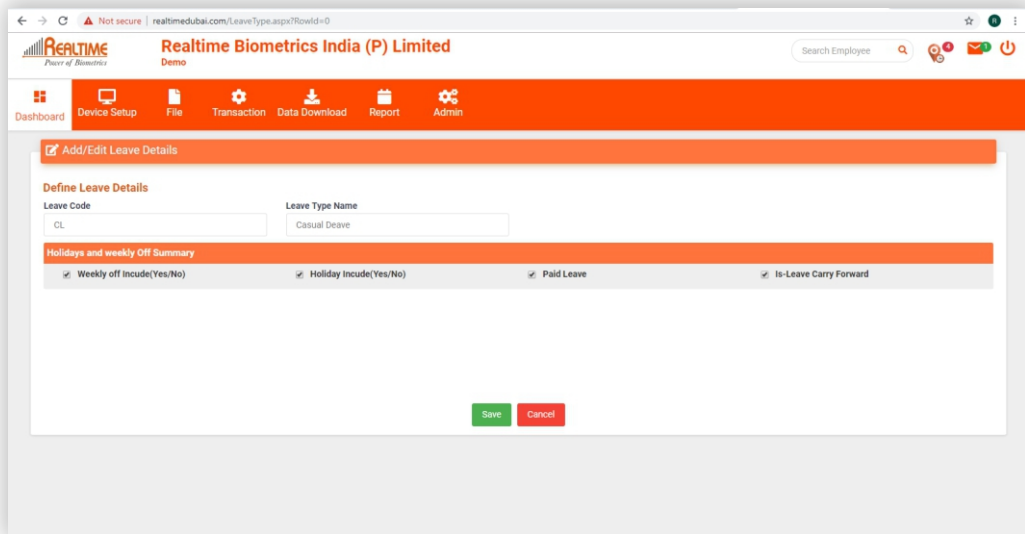 Not secure | realtimedubai.com/LeaveType.aspx?RowId=0
REALTIME
Power of Biometrics
Realtime Biometrics India (P) Limited
Demo
Search Employee
4
1
R
Dashboard
Device Setup
File
Transaction
Data Download
Report
Admin
Add/Edit Leave Details
Define Leave Details
Leave Code
Leave Type Name
CL
Casual Deave
Holidays and weekly Off Summary
Weekly off Incude(Yes/No)
Holiday Incude(Yes/No)
Paid Leave
Is-Leave Carry Forward
Save
Cancel